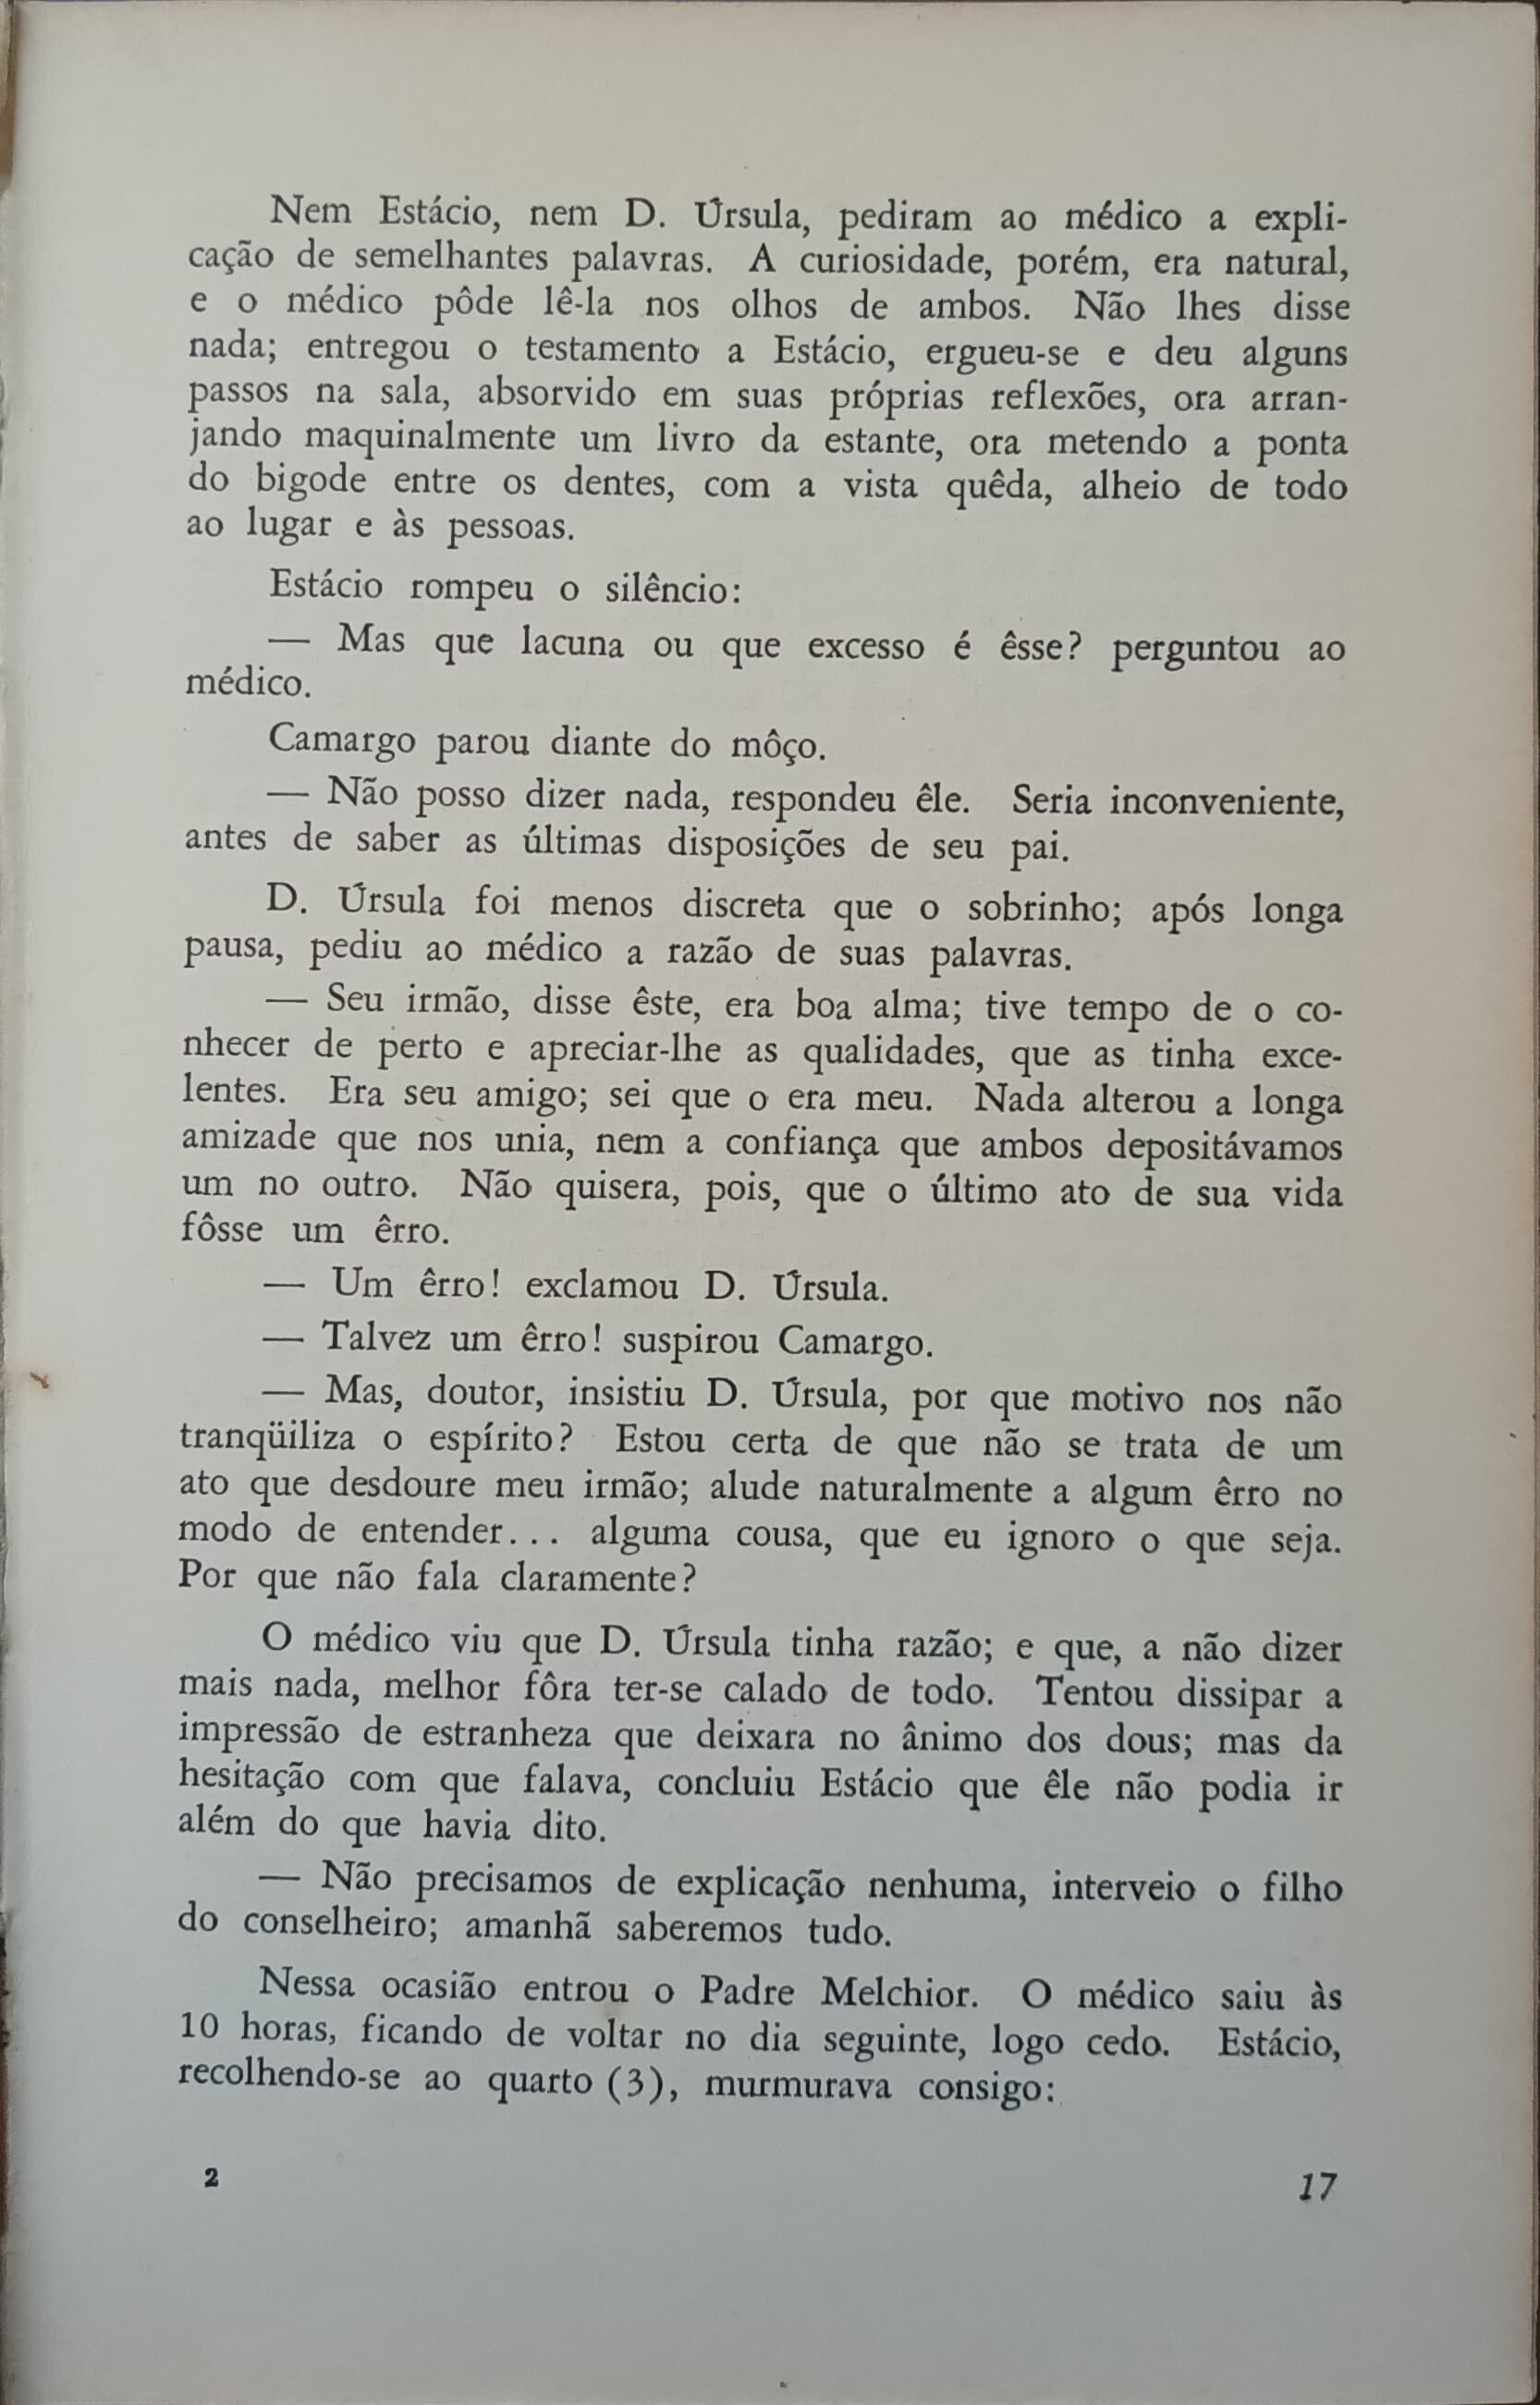 Nem Estácio, nem D. Úrsula, pediram ao médico a expli-
cação de semelhantes palavras. A curiosidade, porém, era natural,
e o médico pôde lê-la nos olhos de ambos. Não lhes disse
nada; entregou o testamento a Estácio, ergueu-se e deu alguns
passos na sala, absorvido em suas próprias reflexões, ora arran-
jando maquinalmente um livro da estante, ora metendo a ponta
do bigode entre os dentes, com a vista quêda, alheio de todo
ao lugar e às pessoas.
Estácio rompeu o silêncio:
— Mas que lacuna ou que excesso é êsse? perguntou ao
médico.
Camargo parou diante do môço.
— Não posso dizer nada, respondeu êle. Seria inconveniente,
antes de saber as últimas disposições de seu pai.
D. Úrsula foi menos discreta que o sobrinho; após longa
pausa, pediu ao médico a razão de suas palavras.
— Seu irmão, disse êste, era boa alma; tive tempo de o co-
nhecer de perto e apreciar-lhe as qualidades, que as tinha exce-
lentes. Era seu amigo; sei que o era meu. Nada alterou a longa
amizade que nos unia, nem a confiança que ambos depositávamos
um no outro. Não quisera, pois, que o último ato de sua vida
fôsse um êrro.
— Um êrro! exclamou D. Úrsula.
— Talvez um êrro! suspirou Camargo.
— Mas, doutor, insistiu D. Úrsula, por que motivo nos não
tranqüiliza o espírito? Estou certa de que não se trata de um
ato que desdoure meu irmão; alude naturalmente a algum êrro no
modo de entender... alguma cousa, que eu ignoro o que seja.
Por que não fala claramente?
O médico viu que D. Úrsula tinha razão; e que, a não dizer
mais nada, melhor fôra ter-se calado de todo. Tentou dissipar a
impressão de estranheza que deixara no ânimo dos dous; mas da
hesitação com que falava, concluiu Estácio que êle não podia ir
além do que havia dito.
— Não precisamos de explicação nenhuma, interveio o filho
do conselheiro; amanhã saberemos tudo.
Nessa ocasião entrou o Padre Melchior. O médico saiu às
10 horas, ficando de voltar no dia seguinte, logo cedo. Estácio,
recolhendo-se ao quarto (3), murmurava consigo:
2
17